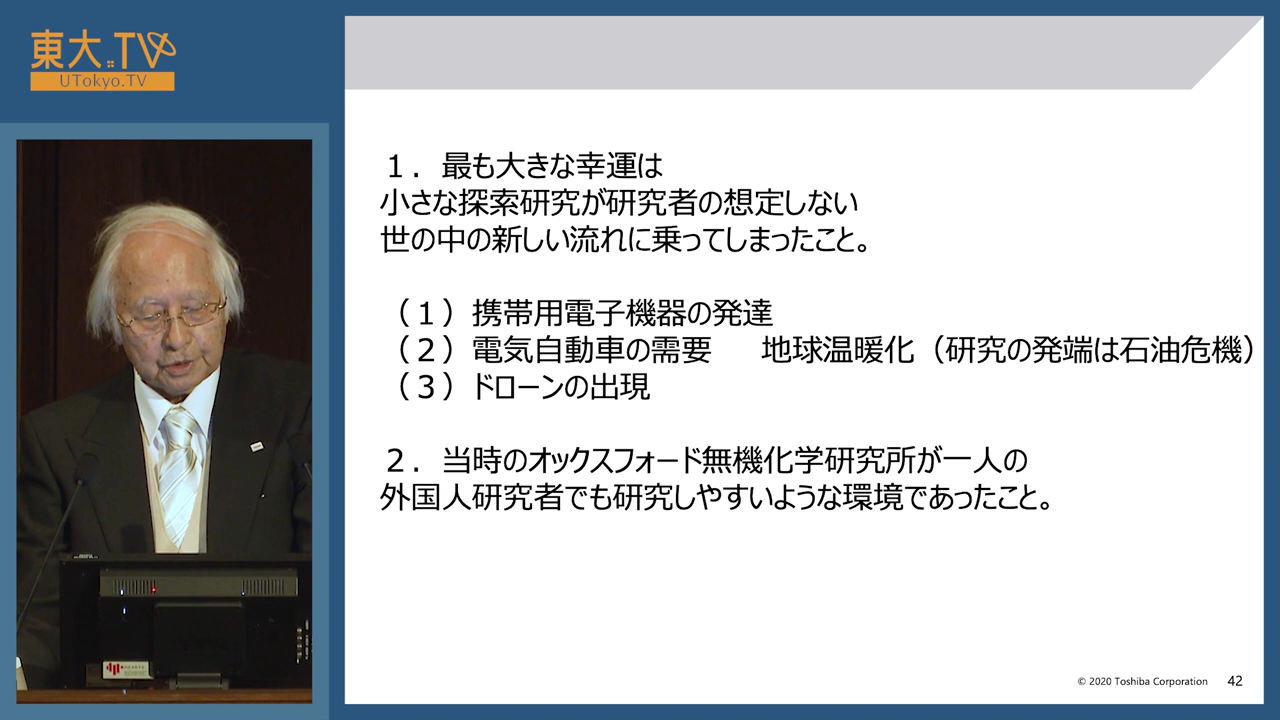 東大.TV
UTokyo.TV
１．最も大きな幸運は
小さな探索研究が研究者の想定しない
世の中の新しい流れに乗ってしまったこと。
（１）携帯用電子機器の発達
（２）電気自動車の需要　地球温暖化（研究の発端は石油危機）
（３）ドローンの出現
２．当時のオックスフォード無機化学研究所が一人の
外国人研究者でも研究しやすいような環境であったこと。
© 2020 Toshiba Corporation 42